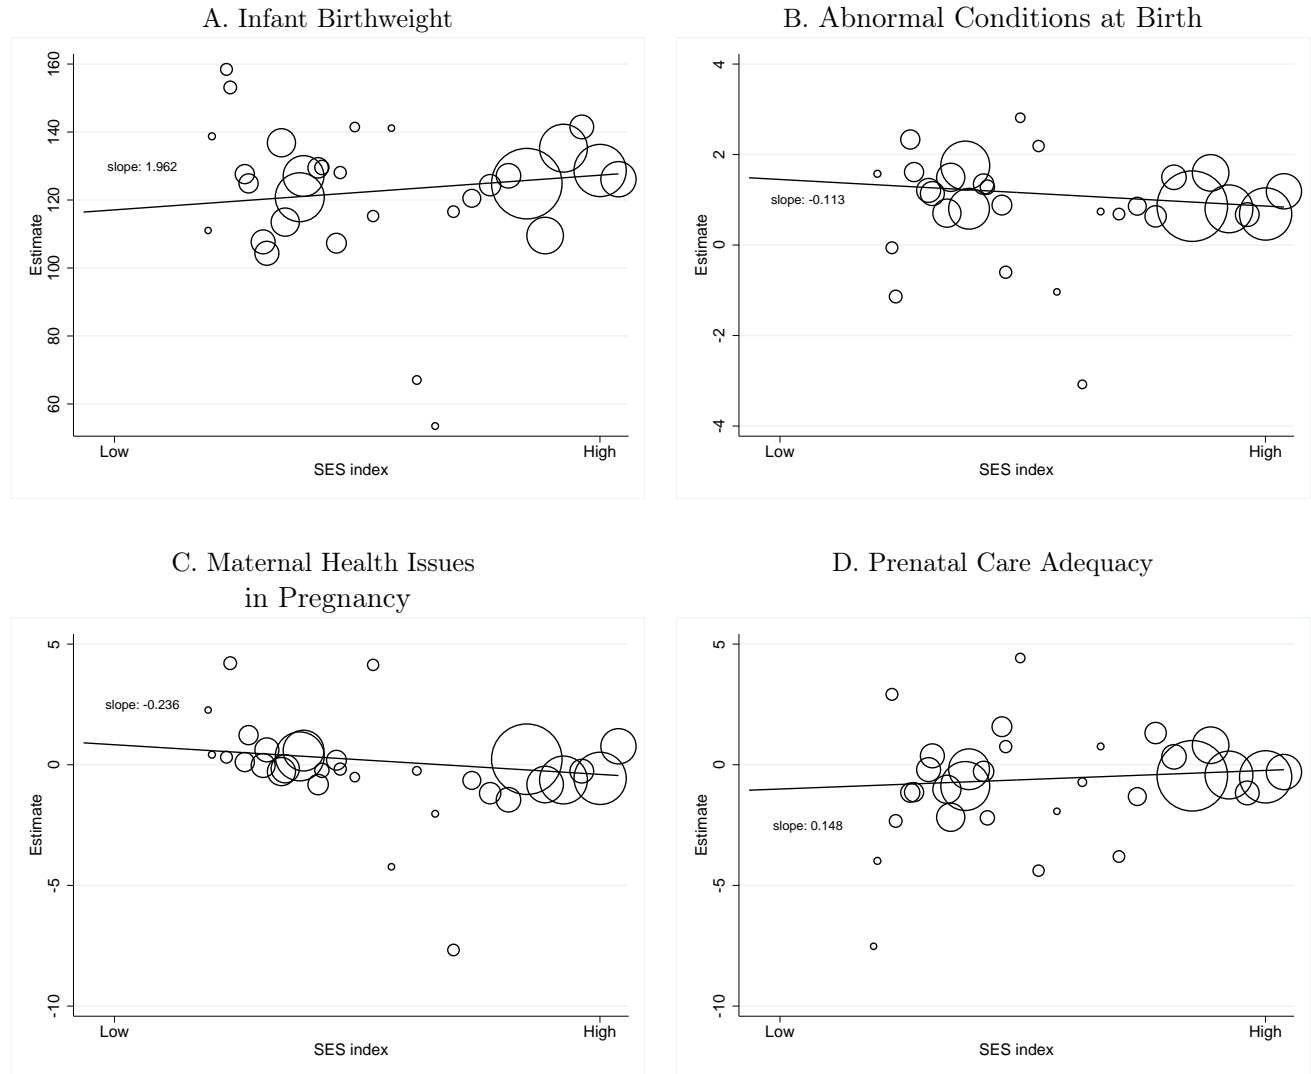 A. Infant Birthweight
160
140
120
100
80
60
Estimate
slope: 1.962
Low
High
SES index
B. Abnormal Conditions at Birth
4
2
0
-2
-4
Estimate
slope: -0.113
Low
High
SES index
C. Maternal Health Issues
in Pregnancy
5
0
-5
-10
Estimate
slope: -0.236
Low
High
SES index
D. Prenatal Care Adequacy
5
0
-5
-10
Estimate
slope: 0.148
Low
High
SES index